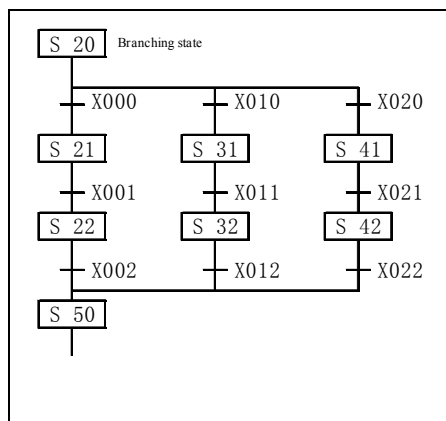 S 20 Branching state
X000 X010 X020
S 21 S 31 S 41
X001 X011 X021
S 22 S 32 S 42
X002 X012 X022
S 50